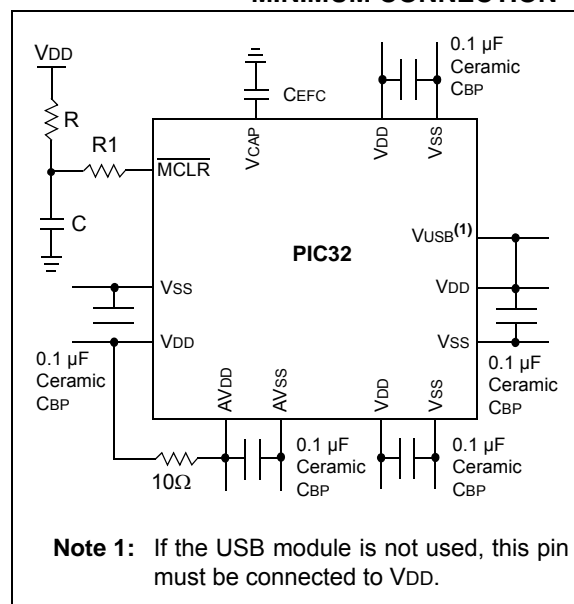 MINIMUM CONNECTION
VDD
R
R1
C
CEFC
0.1 µF
Ceramic
CBP
MCLR
VCAP
VDD
VSS
PIC32
VUSB(1)
VDD
VSS
VSS
VDD
0.1 µF
Ceramic
CBP
0.1 µF
Ceramic
CBP
AVDD
AVSS
VDD
VSS
10Ω
0.1 µF
Ceramic
CBP
0.1 µF
Ceramic
CBP
Note 1: If the USB module is not used, this pin
must be connected to VDD.